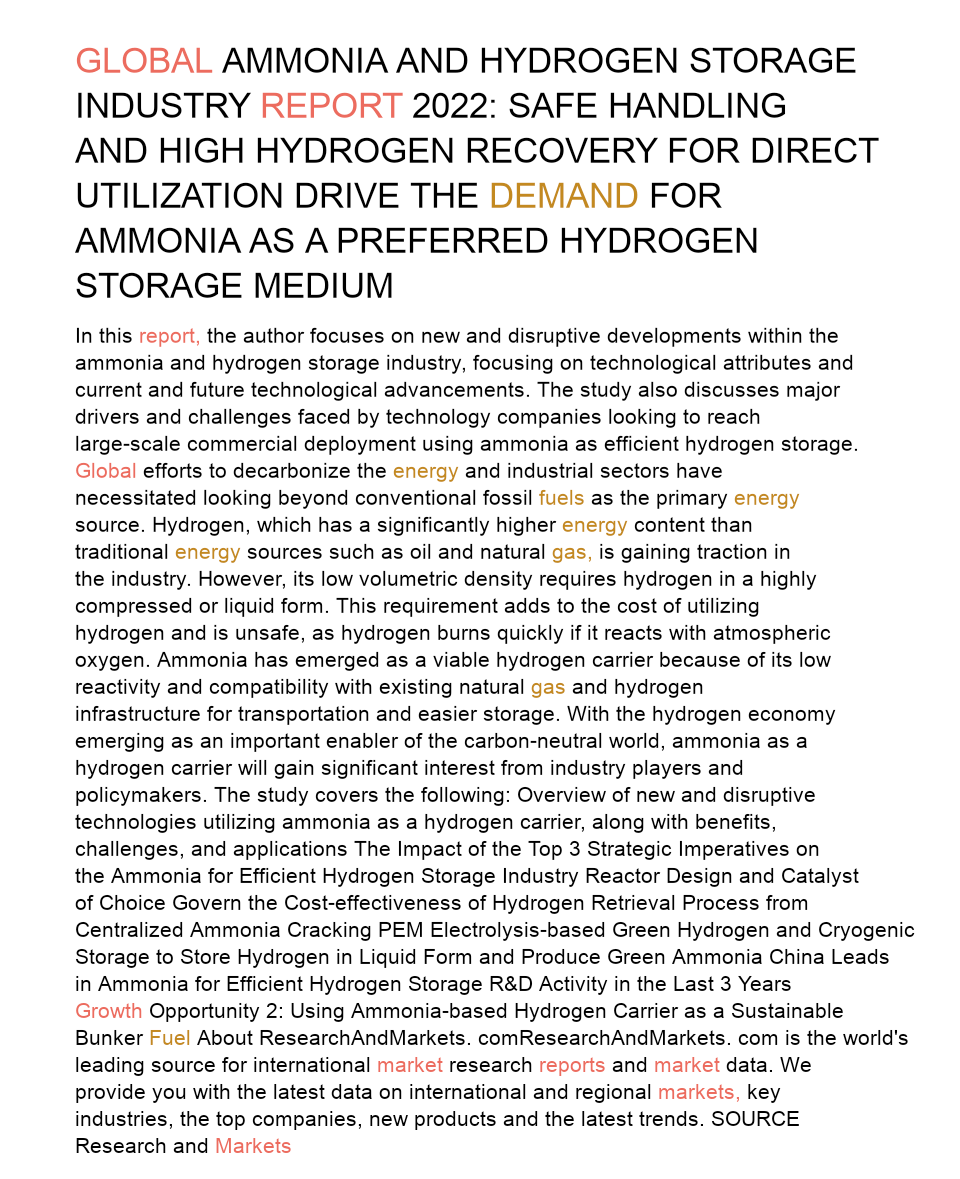 GLOBAL AMMONIA AND HYDROGEN STORAGE
INDUSTRY REPORT 2022: SAFE HANDLING
AND HIGH HYDROGEN RECOVERY FOR DIRECT
UTILIZATION DRIVE THE DEMAND FOR
AMMONIA AS A PREFERRED HYDROGEN
STORAGE MEDIUM
In this report, the author focuses on new and disruptive developments within the
ammonia and hydrogen storage industry, focusing on technological attributes and
current and future technological advancements. The study also discusses major
drivers and challenges faced by technology companies looking to reach
large-scale commercial deployment using ammonia as efficient hydrogen storage.
Global efforts to decarbonize the energy and industrial sectors have
necessitated looking beyond conventional fossil fuels as the primary energy
source. Hydrogen, which has a significantly higher energy content than
traditional energy sources such as oil and natural gas, is gaining traction in
the industry. However, its low volumetric density requires hydrogen in a highly
compressed or liquid form. This requirement adds to the cost of utilizing
hydrogen and is unsafe, as hydrogen burns quickly if it reacts with atmospheric
oxygen. Ammonia has emerged as a viable hydrogen carrier because of its low
reactivity and compatibility with existing natural gas and hydrogen
infrastructure for transportation and easier storage. With the hydrogen economy
emerging as an important enabler of the carbon-neutral world, ammonia as a
hydrogen carrier will gain significant interest from industry players and
policymakers. The study covers the following: Overview of new and disruptive
technologies utilizing ammonia as a hydrogen carrier, along with benefits,
challenges, and applications The Impact of the Top 3 Strategic Imperatives on
the Ammonia for Efficient Hydrogen Storage Industry Reactor Design and Catalyst
of Choice Govern the Cost-effectiveness of Hydrogen Retrieval Process from
Centralized Ammonia Cracking PEM Electrolysis-based Green Hydrogen and Cryogenic
Storage to Store Hydrogen in Liquid Form and Produce Green Ammonia China Leads
in Ammonia for Efficient Hydrogen Storage R&D Activity in the Last 3 Years
Growth Opportunity 2: Using Ammonia-based Hydrogen Carrier as a Sustainable
Bunker Fuel About ResearchAndMarkets. comResearchAndMarkets. com is the world's
leading source for international market research reports and market data. We
provide you with the latest data on international and regional markets, key
industries, the top companies, new products and the latest trends. SOURCE
Research and Markets